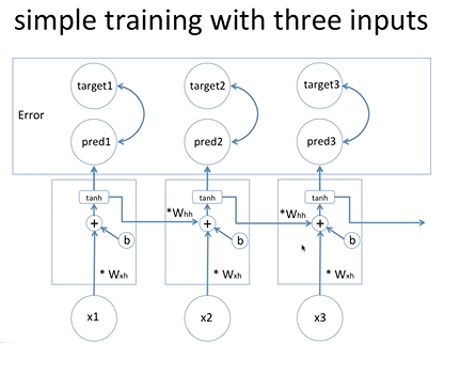 simple training with three inputs
target1 target2 target3
Error
pred1 pred2 pred3
tanh tanh tanh
*Whh *Whh
+ + +
b b b
* Wxh * Wxh * Wxh
x1 x2 x3